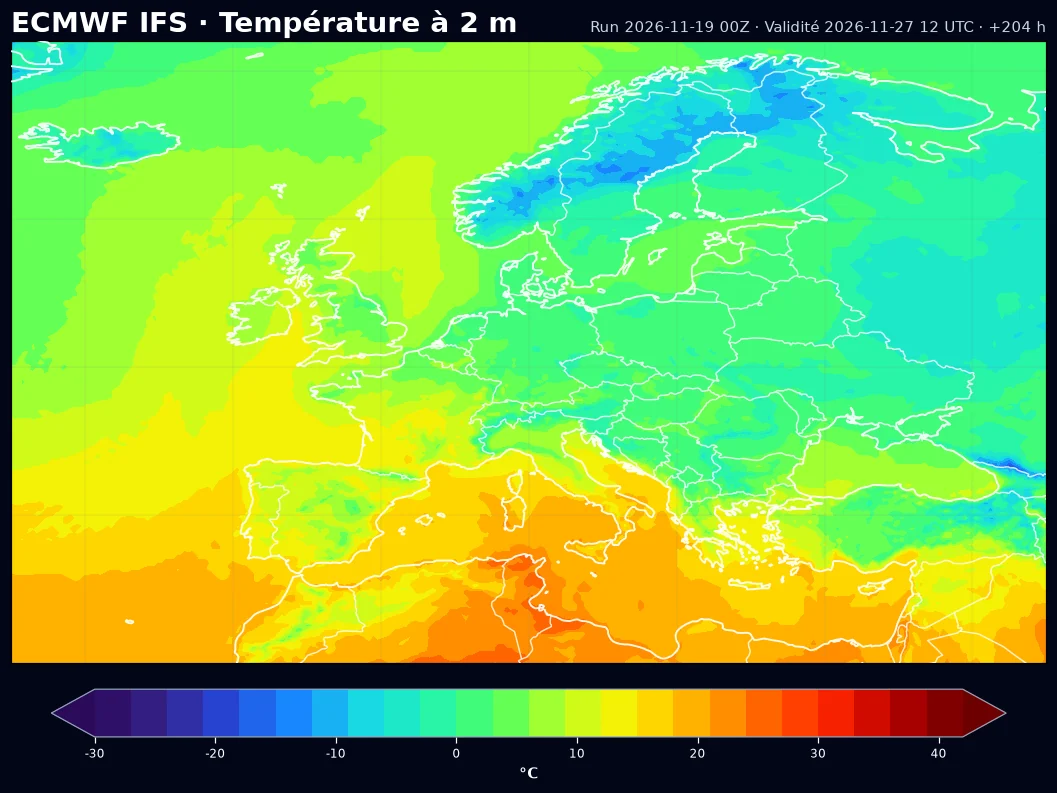 ECMWF IFS · Température à 2 m
Run 2026-11-19 00Z · Validité 2026-11-27 12 UTC · +204 h
-30 -20 -10 0 10 20 30 40
°C